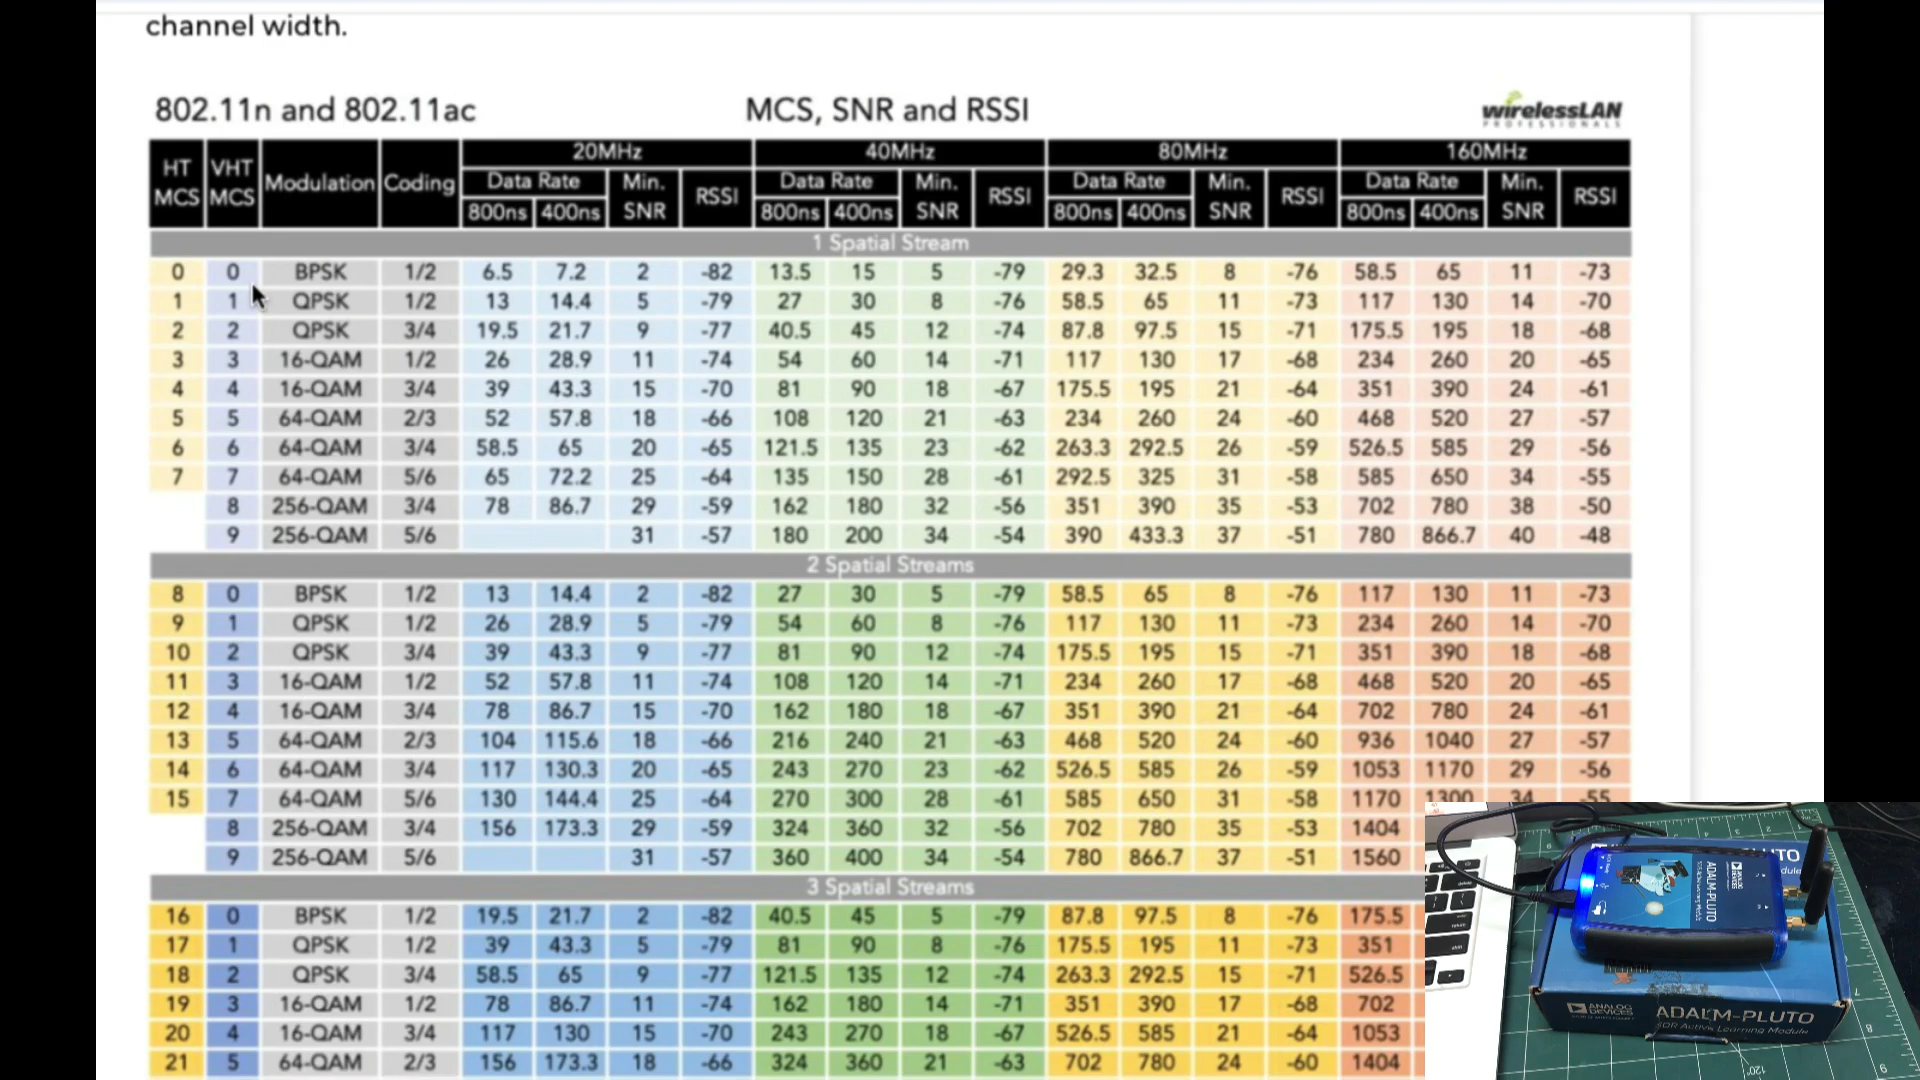 channel width.
802.11n and 802.11ac MCS, SNR and RSSI wirelessLAN
PROFESSIONALS
HT MCS VHT MCS Modulation Coding 20MHz 40MHz 80MHz 160MHz
Data Rate Min. SNR RSSI Data Rate Min. SNR RSSI Data Rate Min. SNR RSSI Data Rate Min. SNR RSSI
800ns 400ns 800ns 400ns 800ns 400ns 800ns 400ns
1 Spatial Stream
0 0 BPSK 1/2 6.5 7.2 2 -82 13.5 15 5 -79 29.3 32.5 8 -76 58.5 65 11 -73
1 1 QPSK 1/2 13 14.4 5 -79 27 30 8 -76 58.5 65 11 -73 117 130 14 -70
2 2 QPSK 3/4 19.5 21.7 9 -77 40.5 45 12 -74 87.8 97.5 15 -71 175.5 195 18 -68
3 3 16-QAM 1/2 26 28.9 11 -74 54 60 14 -71 117 130 17 -68 234 260 20 -65
4 4 16-QAM 3/4 39 43.3 15 -70 81 90 18 -67 175.5 195 21 -64 351 390 24 -61
5 5 64-QAM 2/3 52 57.8 18 -66 108 120 21 -63 234 260 24 -60 468 520 27 -57
6 6 64-QAM 3/4 58.5 65 20 -65 121.5 135 23 -62 263.3 292.5 26 -59 526.5 585 29 -56
7 7 64-QAM 5/6 65 72.2 25 -64 135 150 28 -61 292.5 325 31 -58 585 650 34 -55
8 256-QAM 3/4 78 86.7 29 -59 162 180 32 -56 351 390 35 -53 702 780 38 -50
9 256-QAM 5/6 31 -57 180 200 34 -54 390 433.3 37 -51 780 866.7 40 -48
2 Spatial Streams
8 0 BPSK 1/2 13 14.4 2 -82 27 30 5 -79 58.5 65 8 -76 117 130 11 -73
9 1 QPSK 1/2 26 28.9 5 -79 54 60 8 -76 117 130 11 -73 234 260 14 -70
10 2 QPSK 3/4 39 43.3 9 -77 81 90 12 -74 175.5 195 15 -71 351 390 18 -68
11 3 16-QAM 1/2 52 57.8 11 -74 108 120 14 -71 234 260 17 -68 468 520 20 -65
12 4 16-QAM 3/4 78 86.7 15 -70 162 180 18 -67 351 390 21 -64 702 780 24 -61
13 5 64-QAM 2/3 104 115.6 18 -66 216 240 21 -63 468 520 24 -60 936 1040 27 -57
14 6 64-QAM 3/4 117 130.3 20 -65 243 270 23 -62 526.5 585 26 -59 1053 1170 29 -56
15 7 64-QAM 5/6 130 144.4 25 -64 270 300 28 -61 585 650 31 -58 1170 1300 34 -55
8 256-QAM 3/4 156 173.3 29 -59 324 360 32 -56 702 780 35 -53 1404
9 256-QAM 5/6 31 -57 360 400 34 -54 780 866.7 37 -51 1560
3 Spatial Streams
16 0 BPSK 1/2 19.5 21.7 2 -82 40.5 45 5 -79 87.8 97.5 8 -76 175.5
17 1 QPSK 1/2 39 43.3 5 -79 81 90 8 -76 175.5 195 11 -73 351
18 2 QPSK 3/4 58.5 65 9 -77 121.5 135 12 -74 263.3 292.5 15 -71 526.5
19 3 16-QAM 1/2 78 86.7 11 -74 162 180 14 -71 351 390 17 -68 702
20 4 16-QAM 3/4 117 130 15 -70 243 270 18 -67 526.5 585 21 -64 1053
21 5 64-QAM 2/3 156 173.3 18 -66 324 360 21 -63 702 780 24 -60 1404
ANALOG DEVICES
ADALM-PLUTO
ANALOG DEVICES
ADALM-PLUTO
SDR Active Learning Module